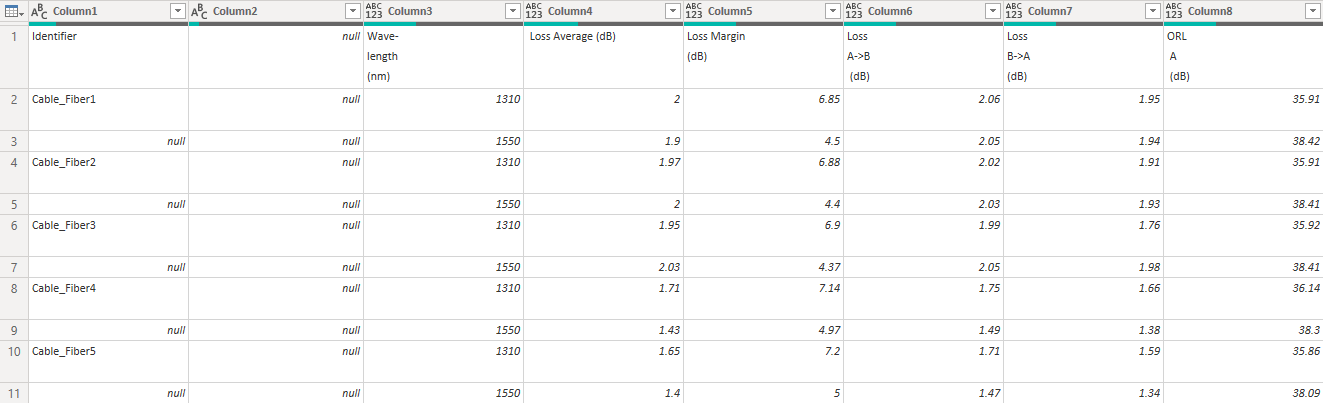 ABC Column1 ABC Column2 ABC 123 Column3 ABC 123 Column4 ABC 123 Column5 ABC 123 Column6 ABC 123 Column7 ABC 123 Column8
1 Identifier null Wave- Loss Average (dB) Loss Margin Loss Loss ORL
length (dB) A->B B->A A
(nm) (dB) (dB) (dB)
2 Cable_Fiber1 null 1310 2 6.85 2.06 1.95 35.91
3 null null 1550 1.9 4.5 2.05 1.94 38.42
4 Cable_Fiber2 null 1310 1.97 6.88 2.02 1.91 35.91
5 null null 1550 2 4.4 2.03 1.93 38.41
6 Cable_Fiber3 null 1310 1.95 6.9 1.99 1.76 35.92
7 null null 1550 2.03 4.37 2.05 1.98 38.41
8 Cable_Fiber4 null 1310 1.71 7.14 1.75 1.66 36.14
9 null null 1550 1.43 4.97 1.49 1.38 38.3
10 Cable_Fiber5 null 1310 1.65 7.2 1.71 1.59 35.86
11 null null 1550 1.4 5 1.47 1.34 38.09